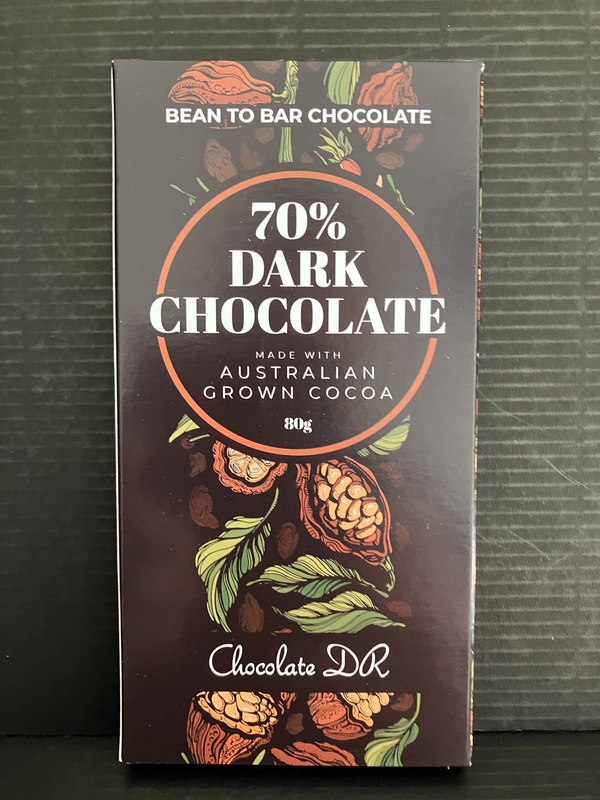 BEAN TO BAR CHOCOLATE
70%
DARK
CHOCOLATE
MADE WITH
AUSTRALIAN
GROWN COCOA
80g
Chocolate DR